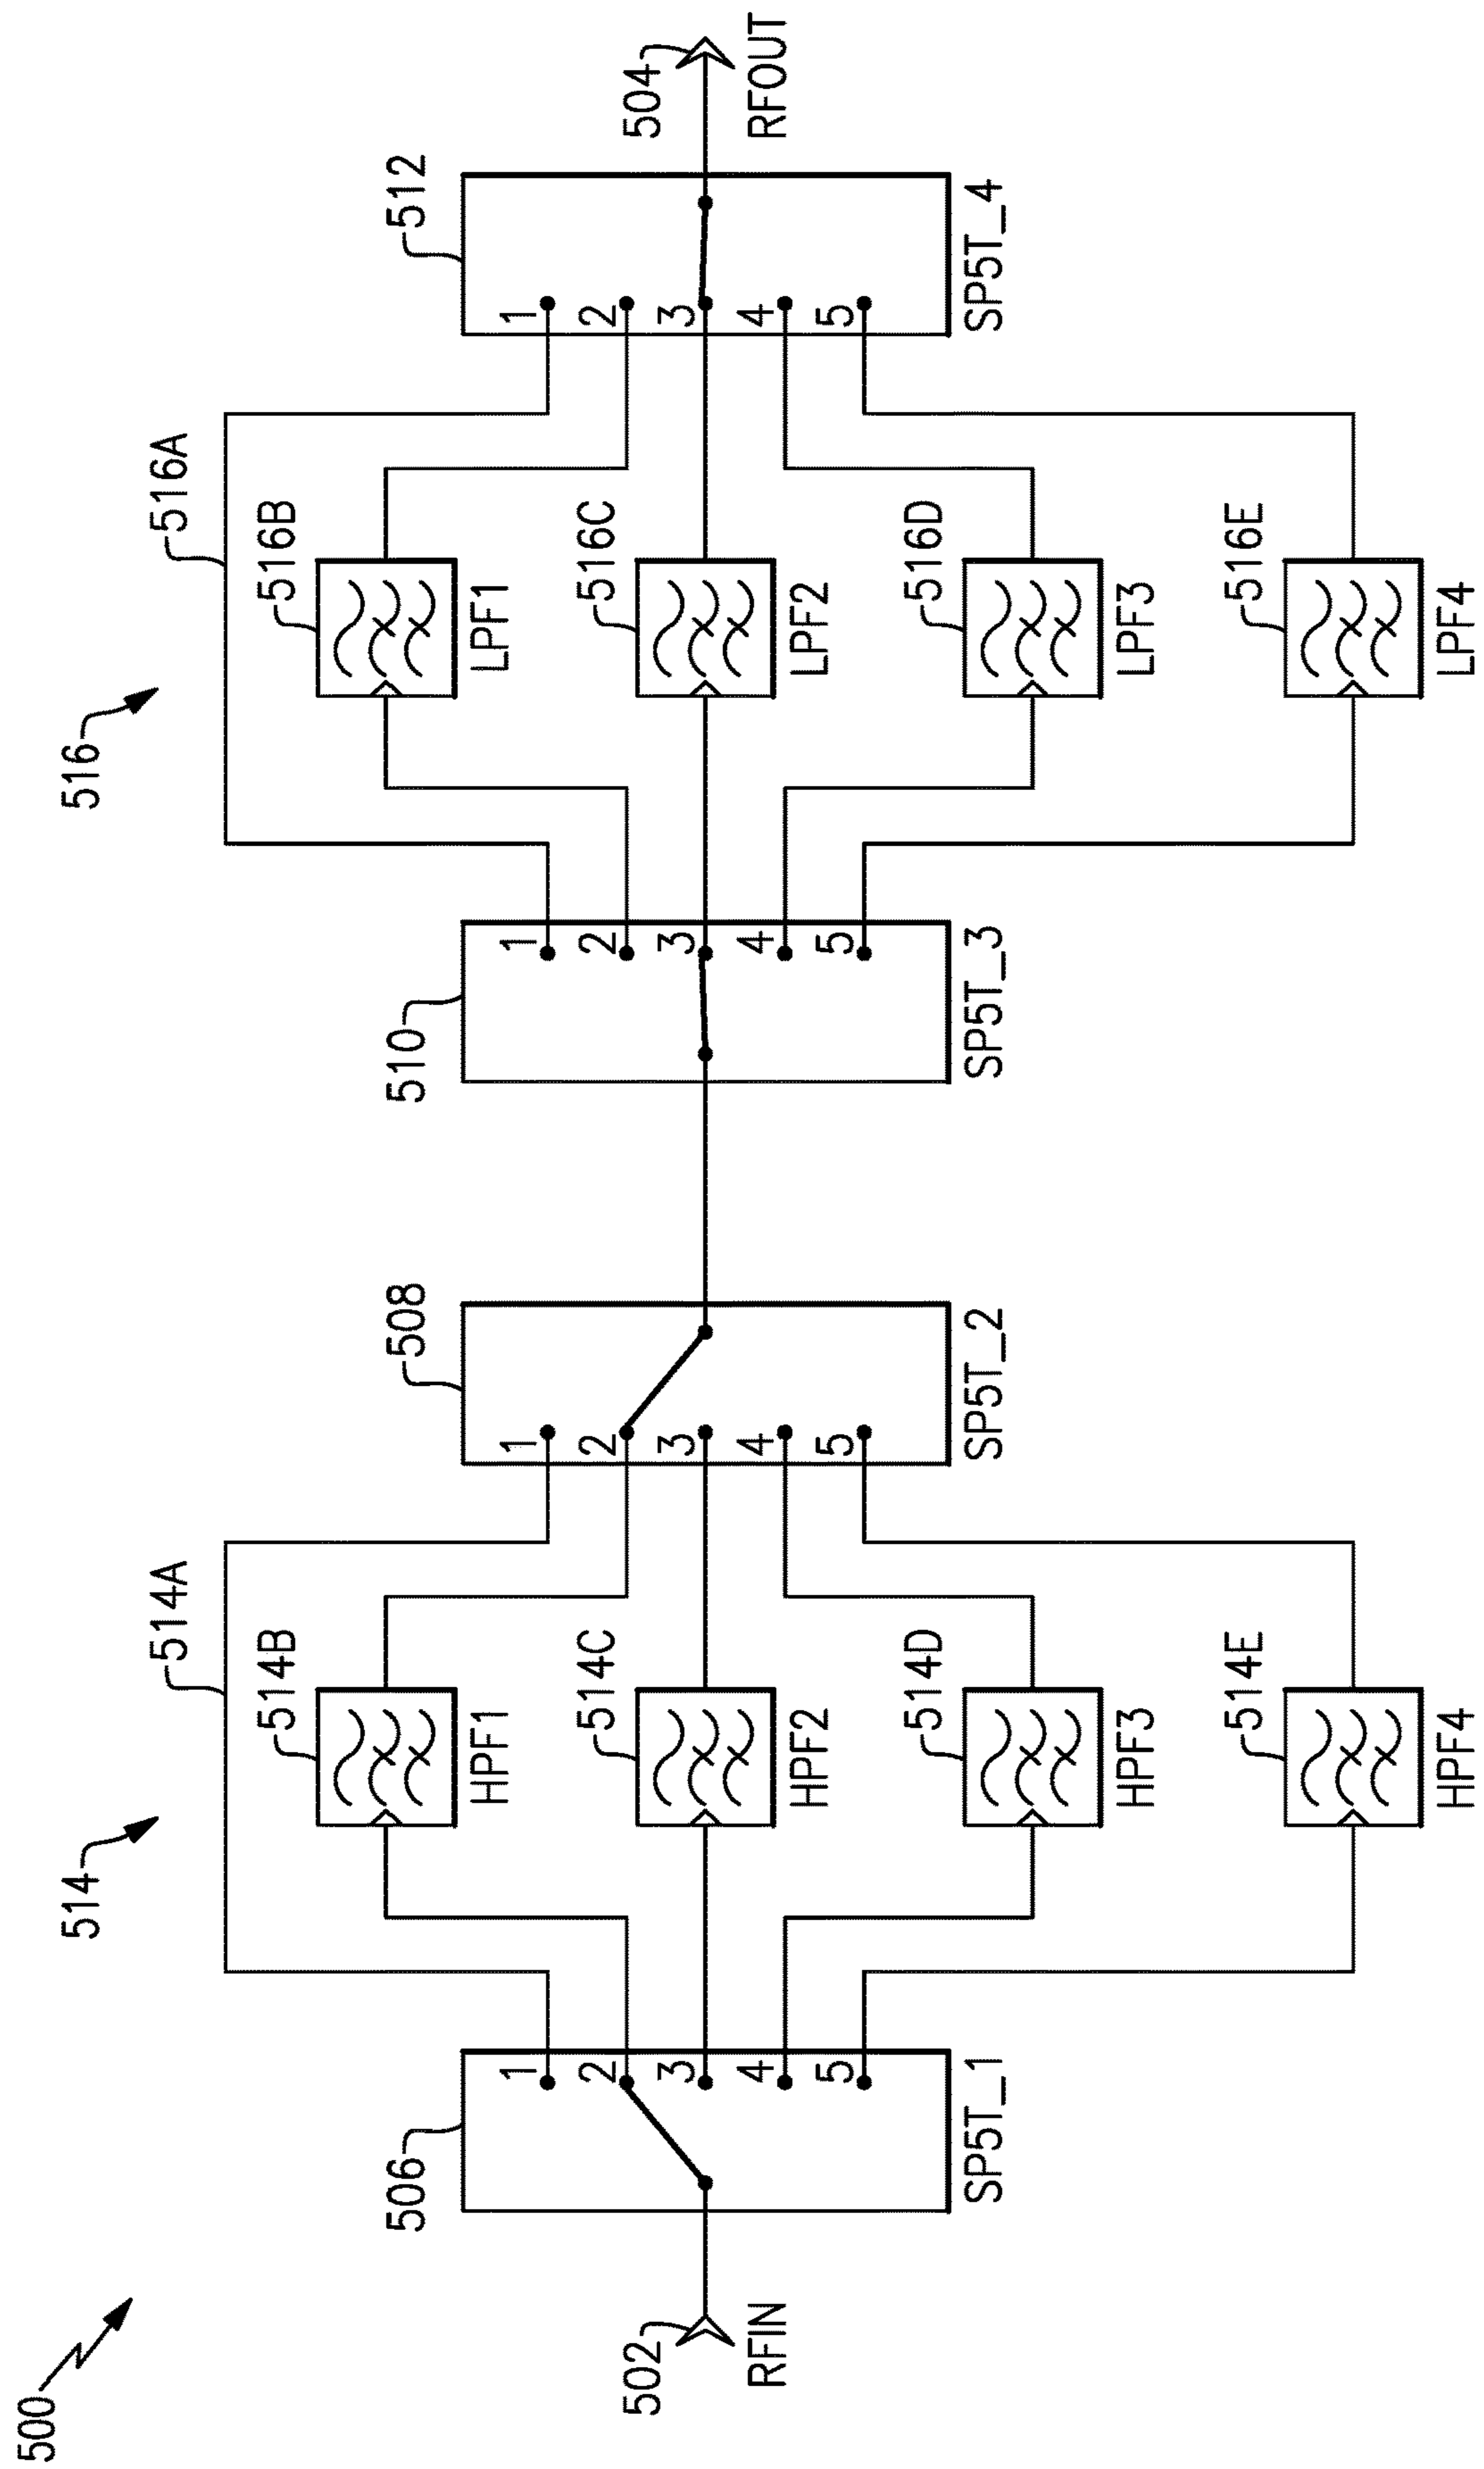 500
514
514A
516
516A
514B
HPF1
516B
LPF1
506
508
510
512
1
2
3
4
5
1
2
3
4
5
1
2
3
4
5
1
2
3
4
5
514C
HPF2
516C
LPF2
502
RFIN
504
RFOUT
514D
HPF3
516D
LPF3
SP5T_1
SP5T_2
SP5T_3
SP5T_4
514E
HPF4
516E
LPF4